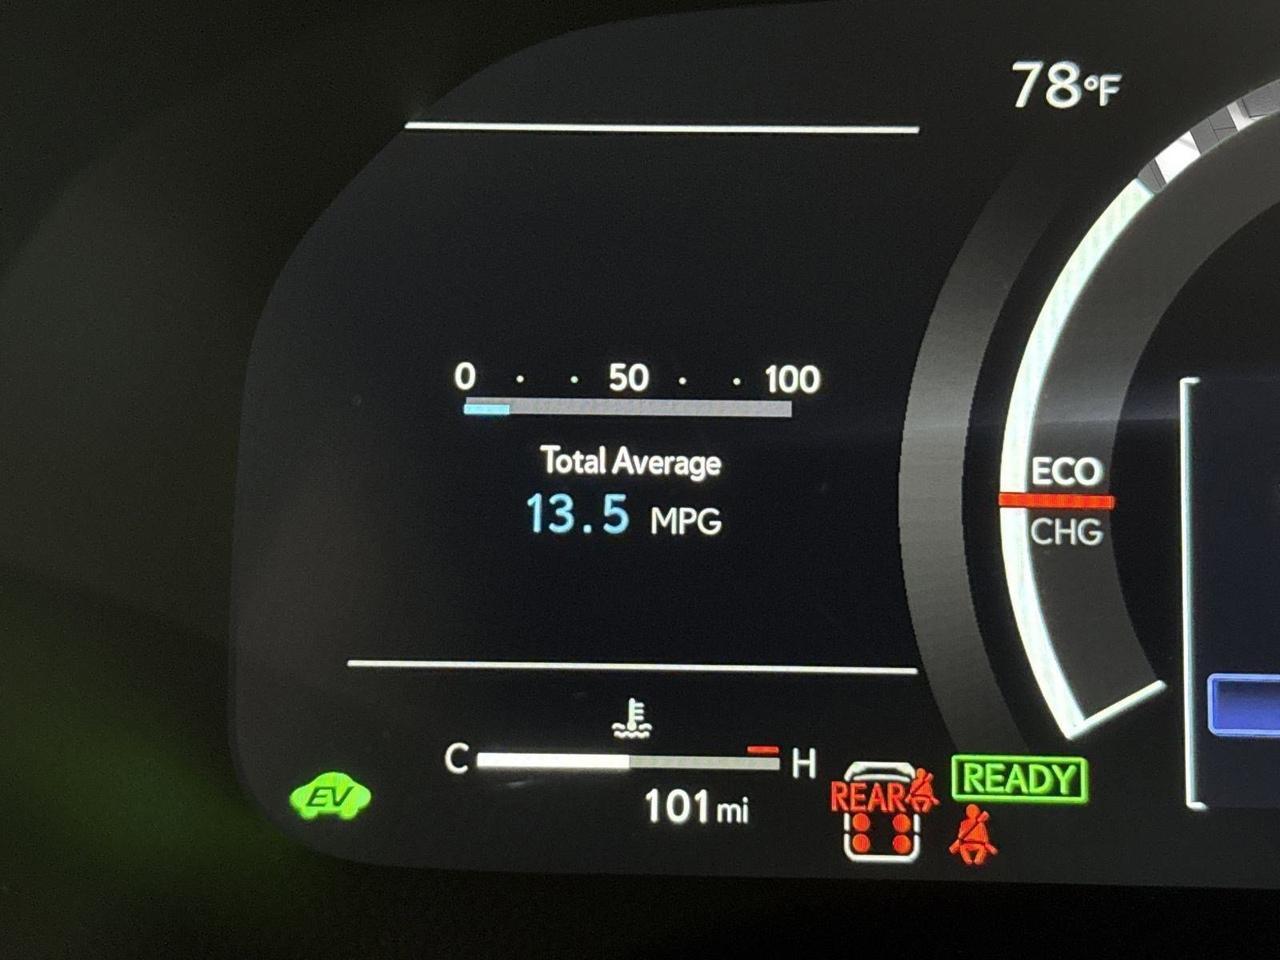 78°F
0 · · 50 · · 100
Total Average
13.5 MPG
ECO
CHG
C H
101 mi
EV
REAR
READY